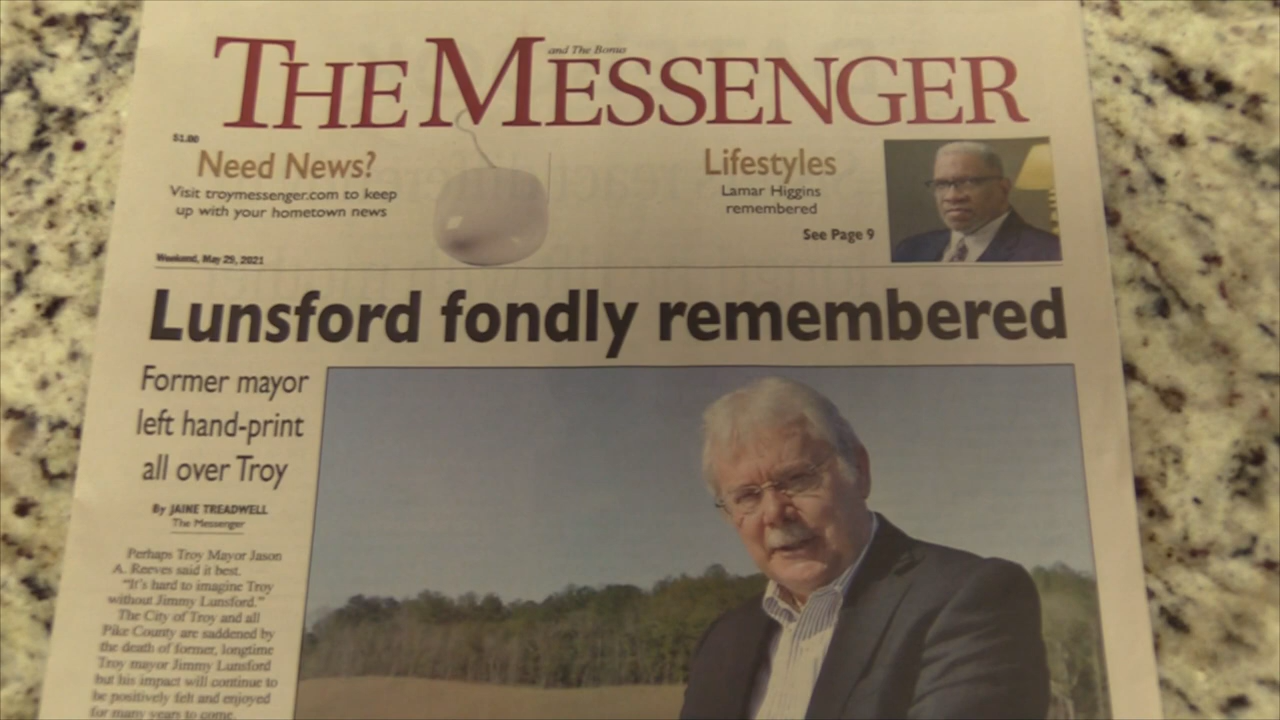 and The Bonus
THE MESSENGER
$1.00
Need News?
Visit troymessenger.com to keep
up with your hometown news
Lifestyles
Lamar Higgins
remembered
See Page 9
Weekend, May 29, 2021
Lunsford fondly remembered
Former mayor
left hand-print
all over Troy
By JAINE TREADWELL
The Messenger
Perhaps Troy Mayor Jason
A. Reeves said it best.
"It's hard to imagine Troy
without Jimmy Lunsford."
The City of Troy and all
Pike County are saddened by
the death of former, longtime
Troy mayor Jimmy Lunsford
but his impact will continue to
be positively felt and enjoyed
for many years to come.